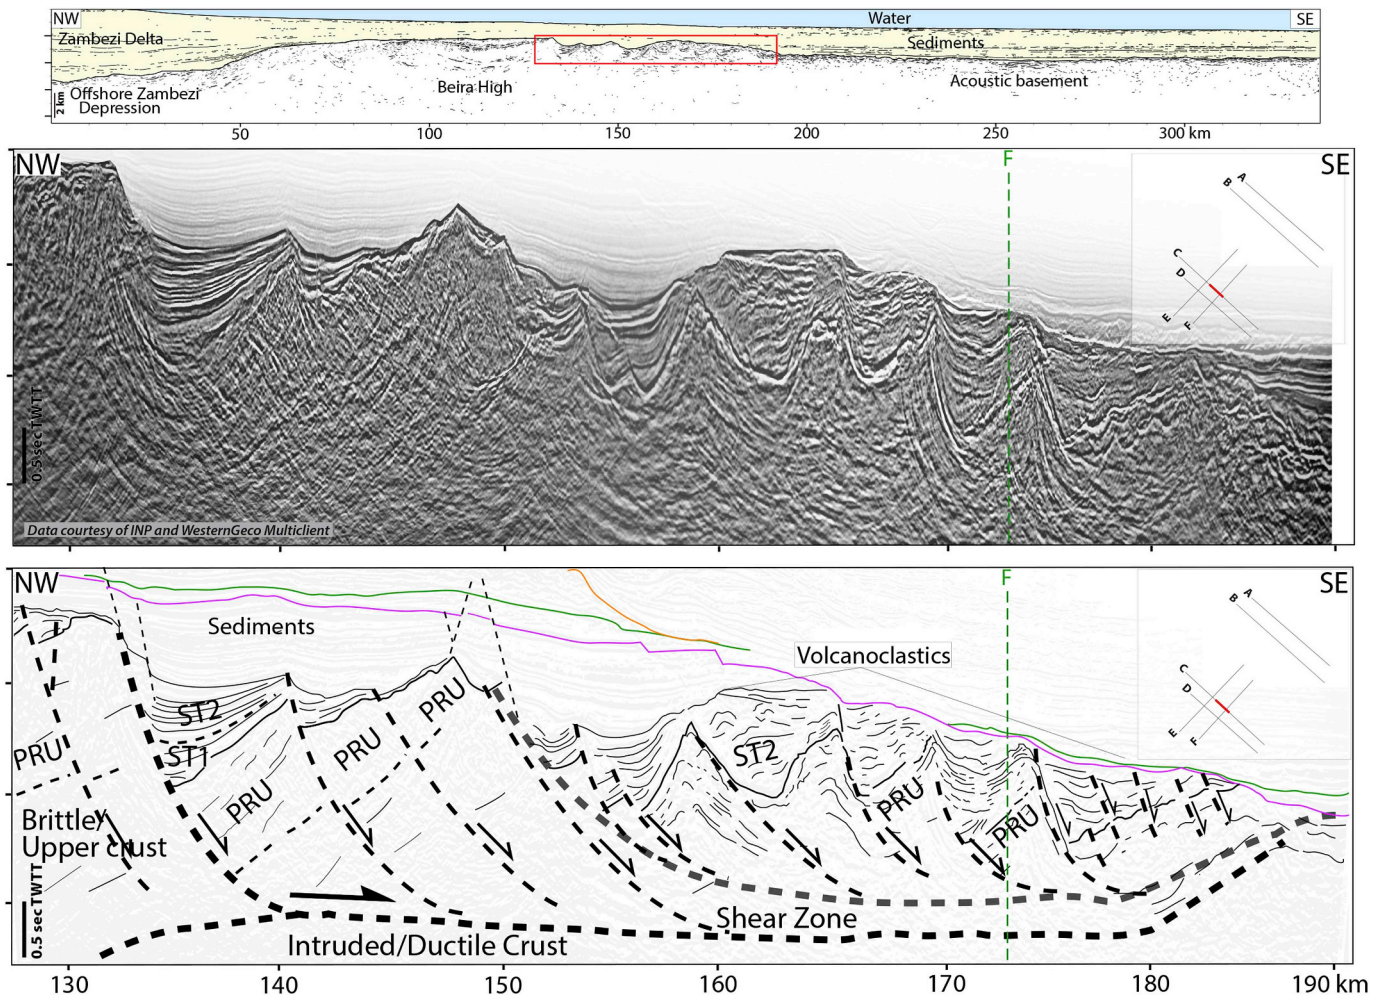 NW
Water
SE
Zambezi Delta
Sediments
Beira High
Acoustic basement
Offshore Zambezi
Depression
2 km
50
100
150
200
250
300 km
NW
F
SE
A
B
C
D
E
F
0.5 sec TWTT
Data courtesy of INP and WesternGeco Multiclient
NW
F
SE
A
B
C
D
E
F
Sediments
Volcanoclastics
ST2
ST1
PRU
PRU
PRU
PRU
ST2
PRU
PRU
Brittley
Upper crust
Shear Zone
Intruded/Ductile Crust
0.5 sec TWTT
130
140
150
160
170
180
190 km